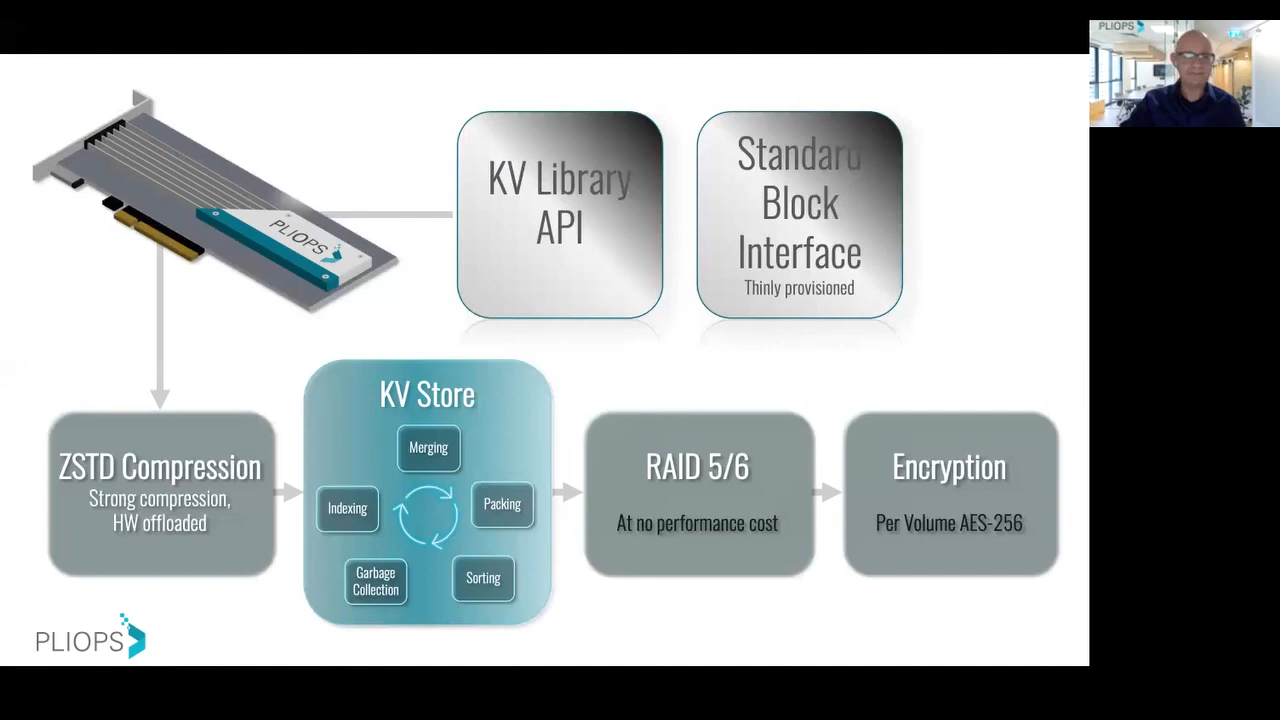 PLIOPS
PLIOPS
KV Library
API
Standard
Block
Interface
Thinly provisioned
ZSTD Compression
Strong compression,
HW offloaded
KV Store
Merging
Indexing
Packing
Garbage
Collection
Sorting
RAID 5/6
At no performance cost
Encryption
Per Volume AES-256
PLIOPS